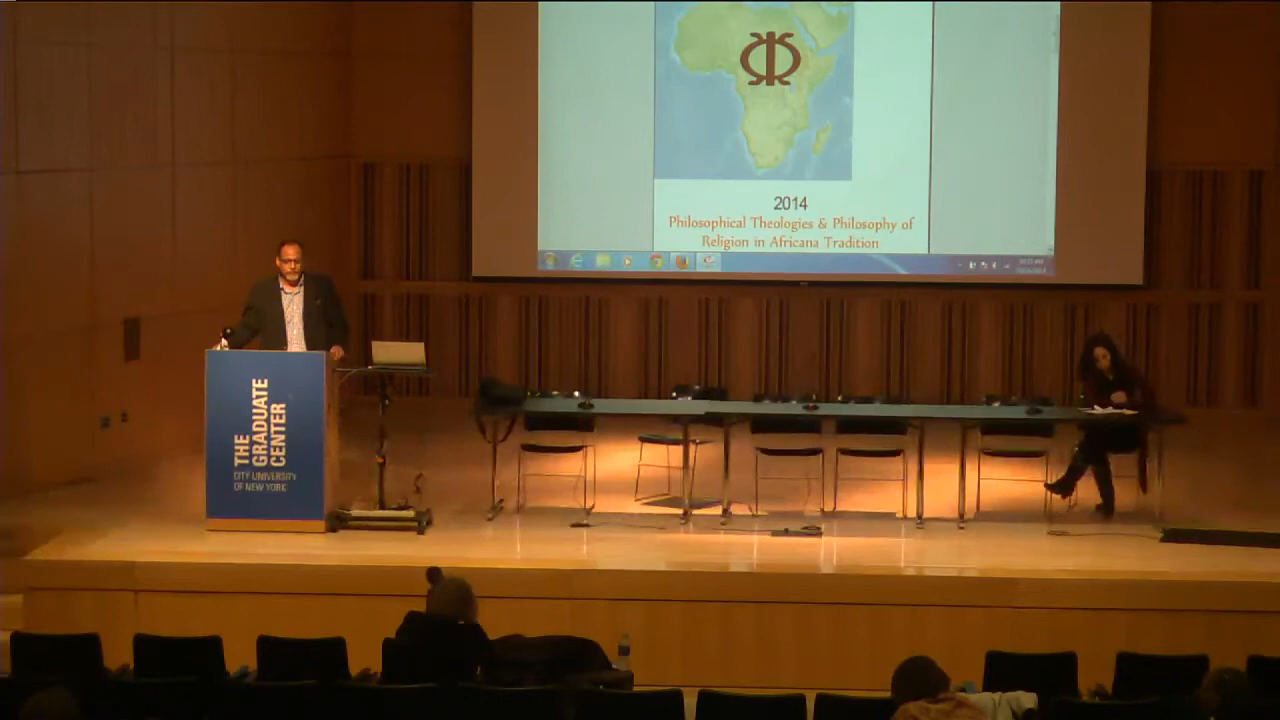 2014
Philosophical Theologies & Philosophy of
Religion in Africana Tradition
THE
GRADUATE
CENTER
CITY UNIVERSITY
OF NEW YORK